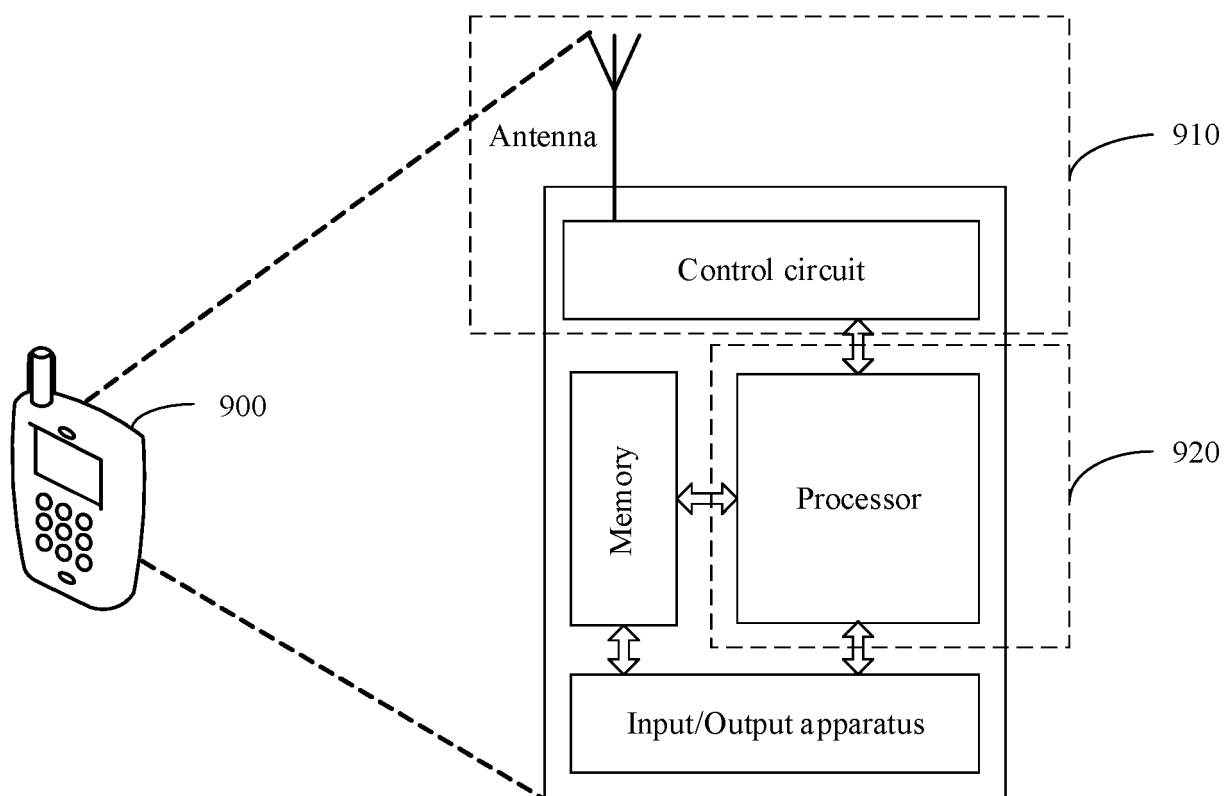 Antenna
910
Control circuit
900
920
Memory
Processor
Input/Output apparatus